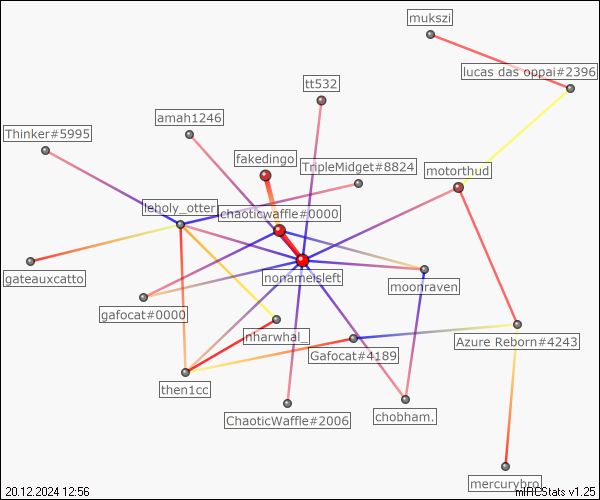 mukszi
lucas das oppai#2396
tt532
amah1246
Thinker#5995
fakedingo
TripleMidget#8824
motorthud
leholy_otter
chaoticwaffle#0000
nonameisleft
gateauxcatto
moonraven
gafocat#0000
nharwhal_
Azure Reborn#4243
Gafocat#4189
then1cc
ChaoticWaffle#2006
chobham.
mercurybro
20.12.2024 12:56
mIRCStats v1.25